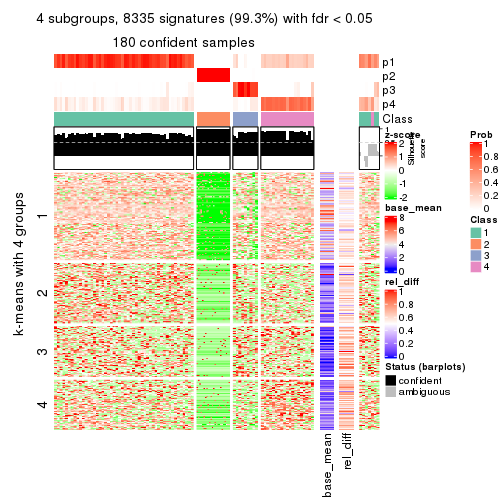 4 subgroups, 8335 signatures (99.3%) with fdr < 0.05
180 confident samples
p1
p2
p3
p4
Class
1
Silhouette
score
k-means with 4 groups
1
2
3
4
base_mean
rel_diff
z-score
2
1
0
-1
-2
base_mean
8
6
4
2
0
rel_diff
1
0.8
0.6
0.4
0.2
0
Status (barplots)
confident
ambiguous
Prob
1
0.8
0.6
0.4
0.2
0
Class
1
2
3
4